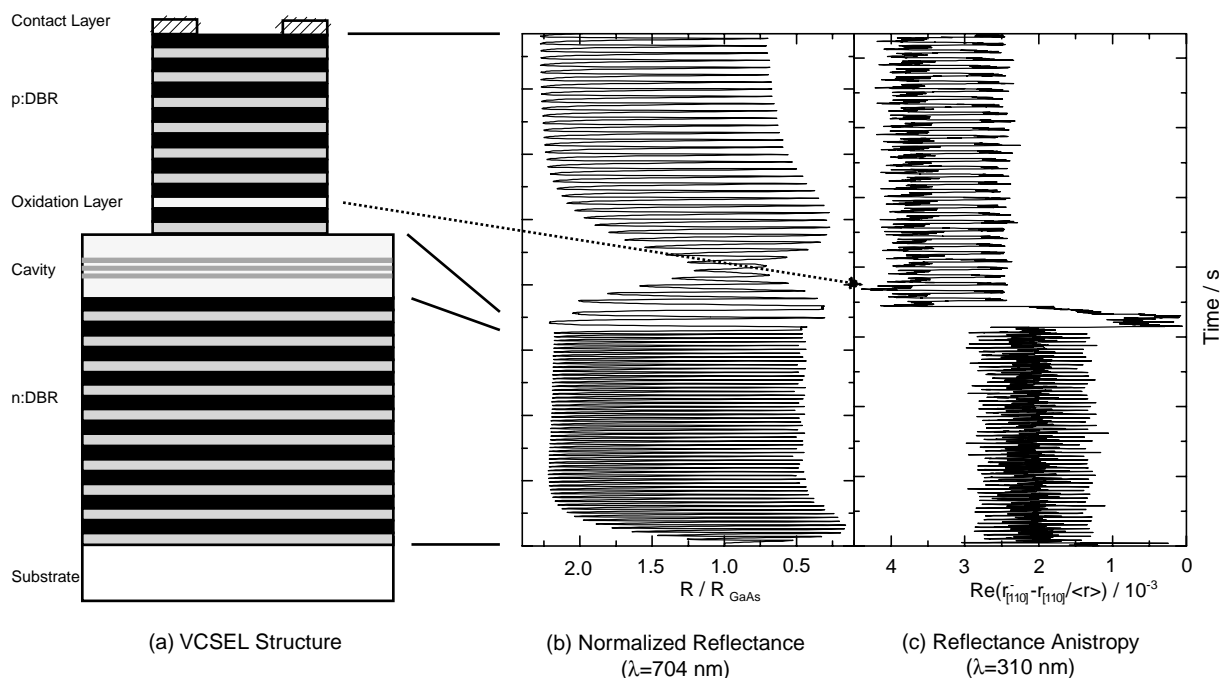 Contact Layer
p:DBR
Oxidation Layer
Cavity
n:DBR
Substrate
2.0 1.5 1.0 0.5
R / R GaAs
4 3 2 1 0
Re(r[1̄10]-r[110]/<r>) / 10-3
Time / s
(a) VCSEL Structure
(b) Normalized Reflectance
(λ=704 nm)
(c) Reflectance Anistropy
(λ=310 nm)